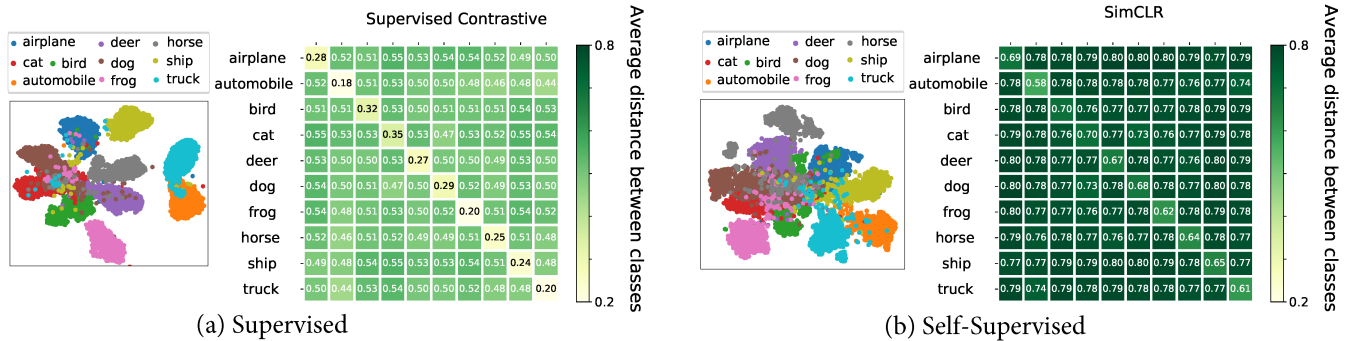 Supervised Contrastive
airplane deer horse
cat bird dog ship
automobile frog truck
airplane 0.28 0.52 0.51 0.55 0.53 0.54 0.54 0.52 0.49 0.50
automobile 0.52 0.18 0.51 0.53 0.50 0.50 0.48 0.46 0.48 0.44
bird 0.51 0.51 0.32 0.53 0.50 0.51 0.51 0.51 0.54 0.53
cat 0.55 0.53 0.53 0.35 0.53 0.47 0.53 0.52 0.55 0.54
deer 0.53 0.50 0.50 0.53 0.27 0.50 0.50 0.49 0.53 0.50
dog 0.54 0.50 0.51 0.47 0.50 0.29 0.52 0.49 0.53 0.50
frog 0.54 0.48 0.51 0.53 0.50 0.52 0.20 0.51 0.54 0.52
horse 0.52 0.46 0.51 0.52 0.49 0.49 0.51 0.25 0.51 0.48
ship 0.49 0.48 0.54 0.55 0.53 0.53 0.54 0.51 0.24 0.48
truck 0.50 0.44 0.53 0.54 0.50 0.50 0.52 0.48 0.48 0.20
0.8
0.2
Average distance between classes
(a) Supervised
SimCLR
airplane deer horse
cat bird dog ship
automobile frog truck
airplane 0.69 0.78 0.78 0.79 0.80 0.80 0.80 0.79 0.77 0.79
automobile 0.78 0.58 0.78 0.78 0.78 0.78 0.77 0.76 0.77 0.74
bird 0.78 0.78 0.70 0.76 0.77 0.77 0.77 0.78 0.79 0.78
cat 0.79 0.78 0.76 0.70 0.77 0.73 0.76 0.77 0.79 0.78
deer 0.80 0.78 0.77 0.77 0.67 0.78 0.77 0.76 0.80 0.79
dog 0.80 0.78 0.77 0.73 0.78 0.68 0.78 0.77 0.80 0.78
frog 0.80 0.77 0.77 0.76 0.77 0.78 0.62 0.78 0.79 0.78
horse 0.79 0.76 0.78 0.77 0.76 0.77 0.78 0.64 0.78 0.77
ship 0.77 0.77 0.79 0.79 0.80 0.80 0.79 0.78 0.65 0.77
truck 0.79 0.74 0.78 0.78 0.79 0.78 0.78 0.77 0.77 0.61
0.8
0.2
Average distance between classes
(b) Self-Supervised